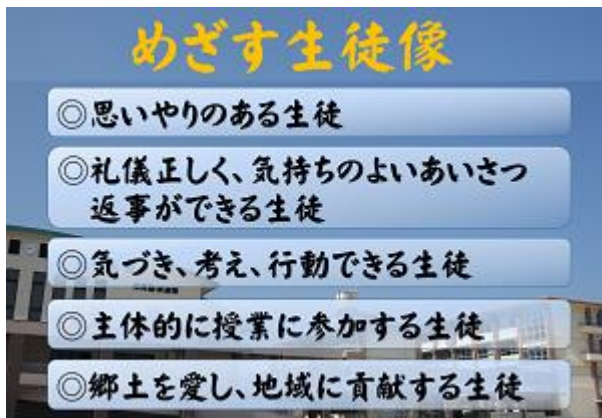 めざす生徒像
◎思いやりのある生徒
◎礼儀正しく、気持ちのよいあいさつ
返事ができる生徒
◎気づき、考え、行動できる生徒
◎主体的に授業に参加する生徒
◎郷土を愛し、地域に貢献する生徒